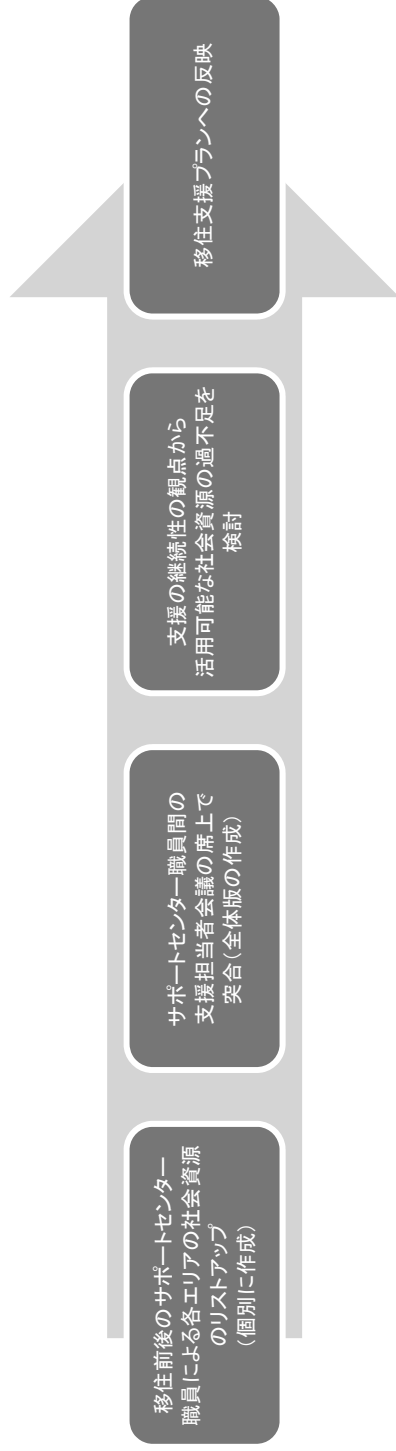 移住前後のサポートセンター
職員による各エリアの社会資源
のリストアップ
（個別に作成）
サポートセンター職員間の
支援担当者会議の席上で
突合（全体版の作成）
支援の継続性の観点から
活用可能な社会資源の過不足を
検討
移住支援プランへの反映